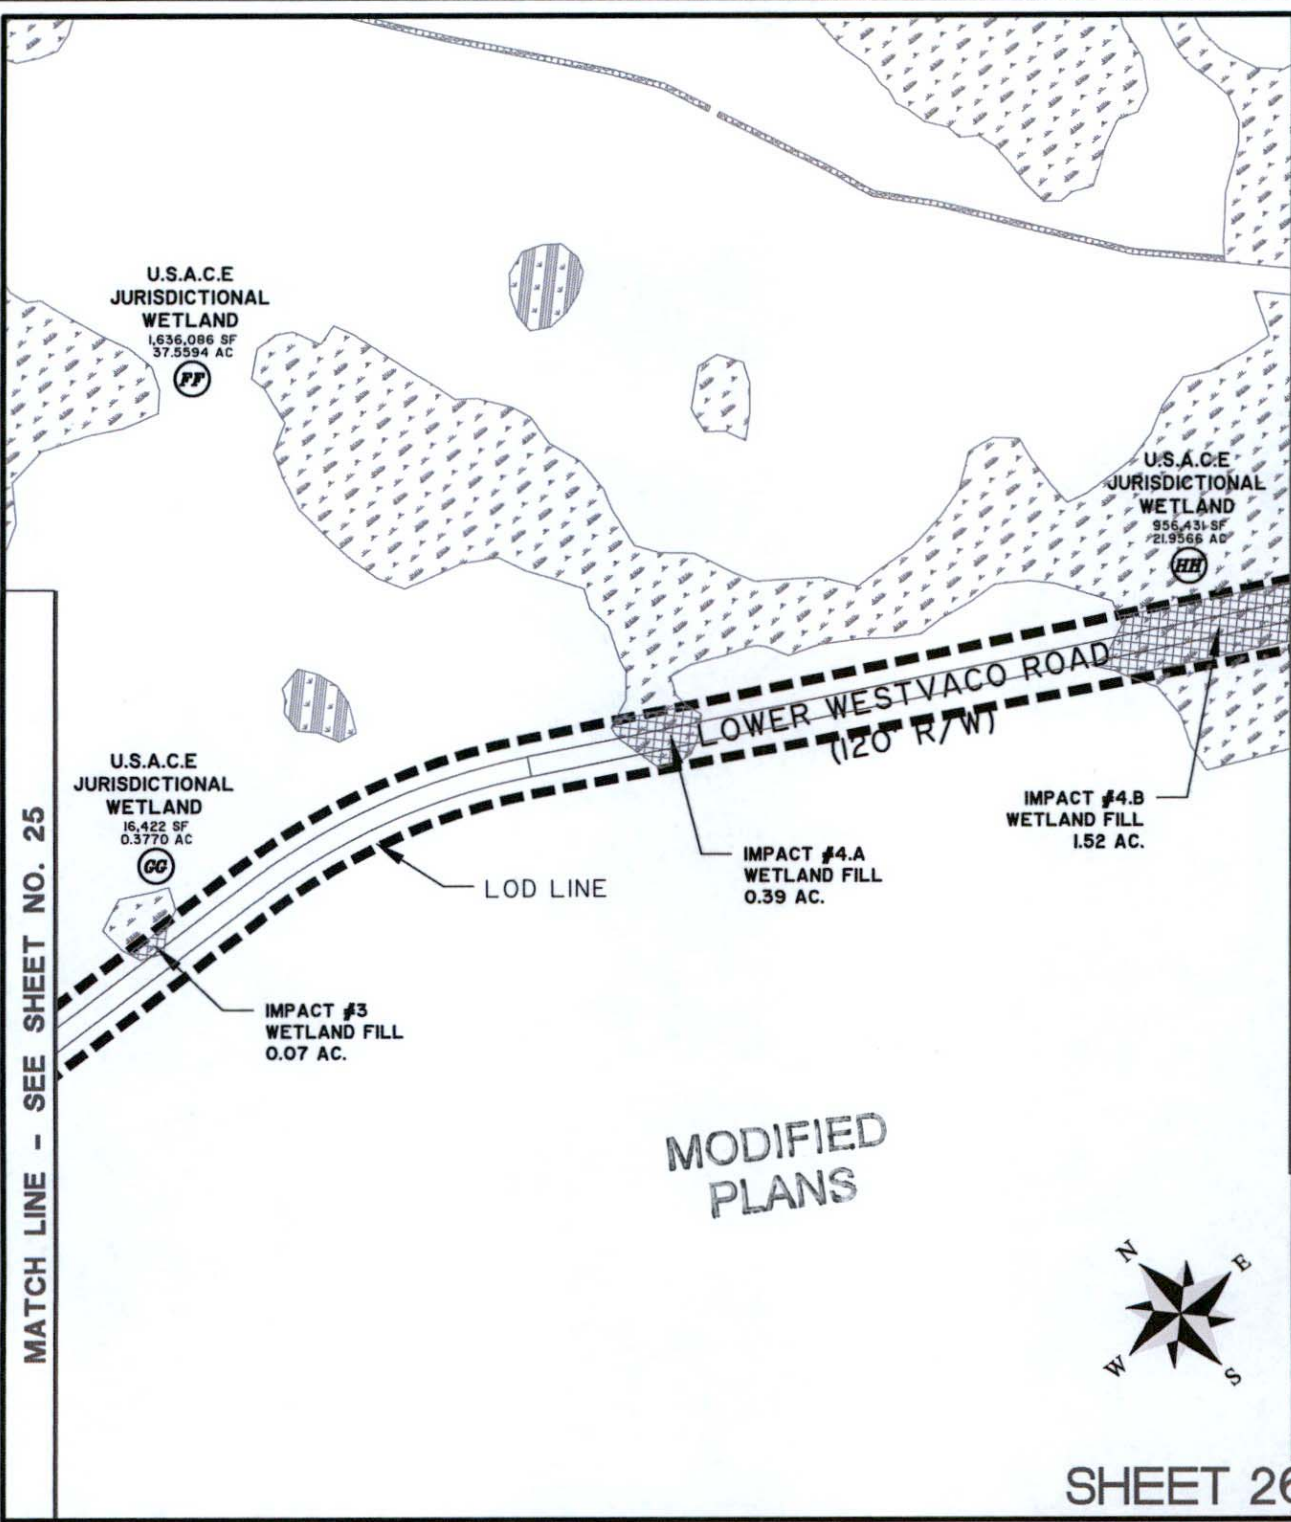 U.S.A.C.E
JURISDICTIONAL
WETLAND
1,636,086 SF
37.5594 AC
FF
U.S.A.C.E
JURISDICTIONAL
WETLAND
956,431 SF
21.9566 AC
HH
LOWER WESTVACO ROAD
(120' R/W)
U.S.A.C.E
JURISDICTIONAL
WETLAND
16,422 SF
0.3770 AC
GG
IMPACT #4.B
WETLAND FILL
1.52 AC.
IMPACT #4.A
WETLAND FILL
0.39 AC.
LOD LINE
IMPACT #3
WETLAND FILL
0.07 AC.
MATCH LINE - SEE SHEET NO. 25
MODIFIED
PLANS
N
E
W
S
SHEET 26